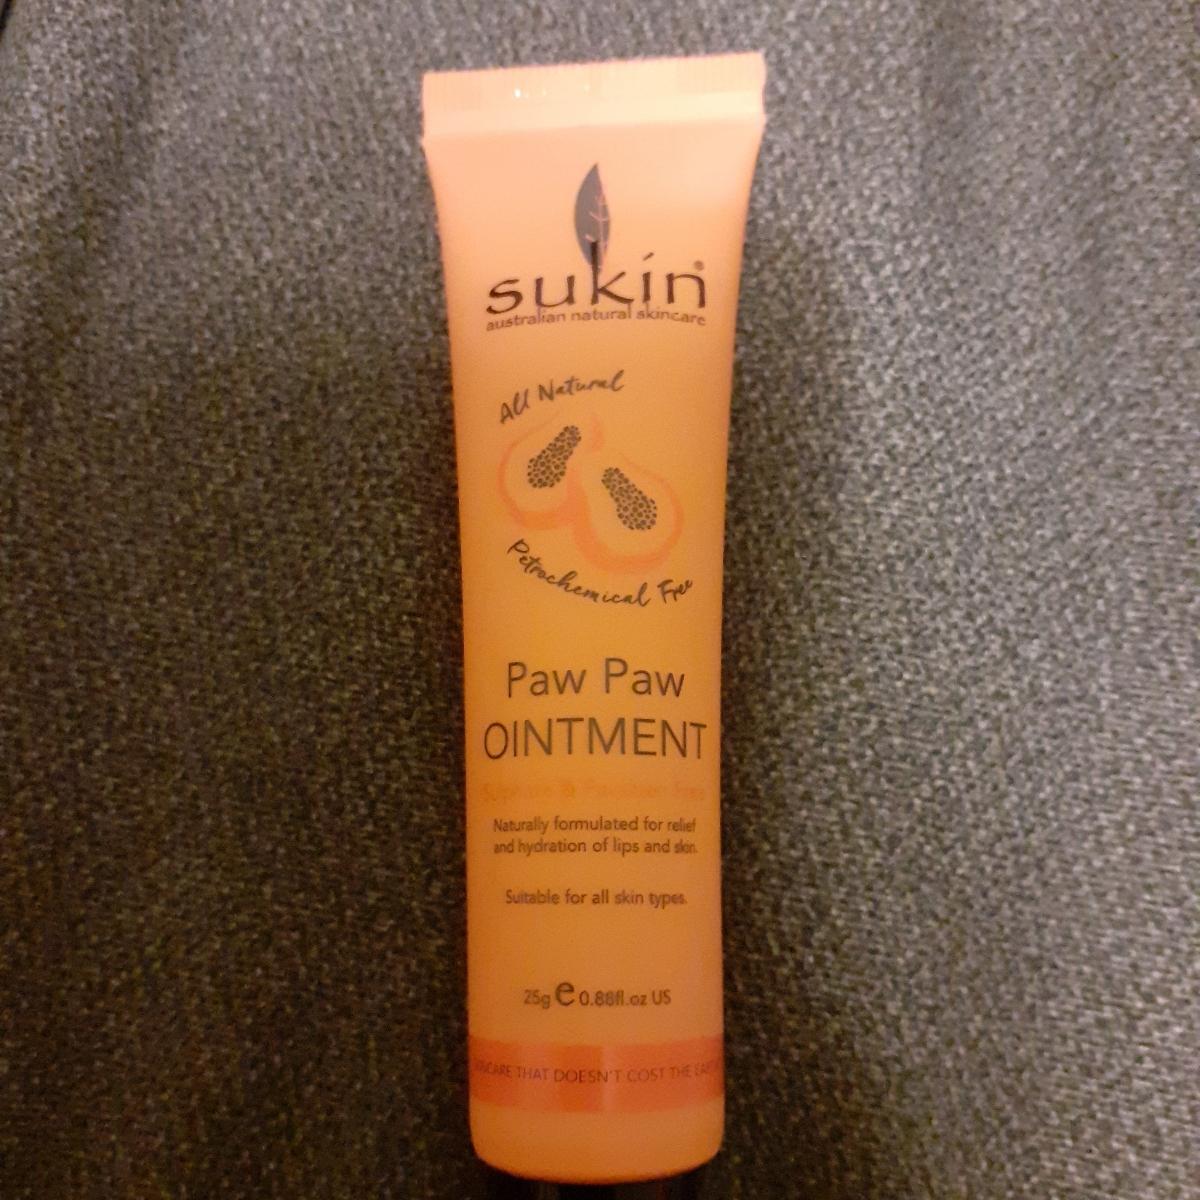 sukin®
australian natural skincare
All Natural
Petrochemical Free
Paw Paw
OINTMENT
Naturally formulated for relief
and hydration of lips and skin.
Suitable for all skin types.
25g e 0.88fl.oz US
THAT DOESN'T COST THE